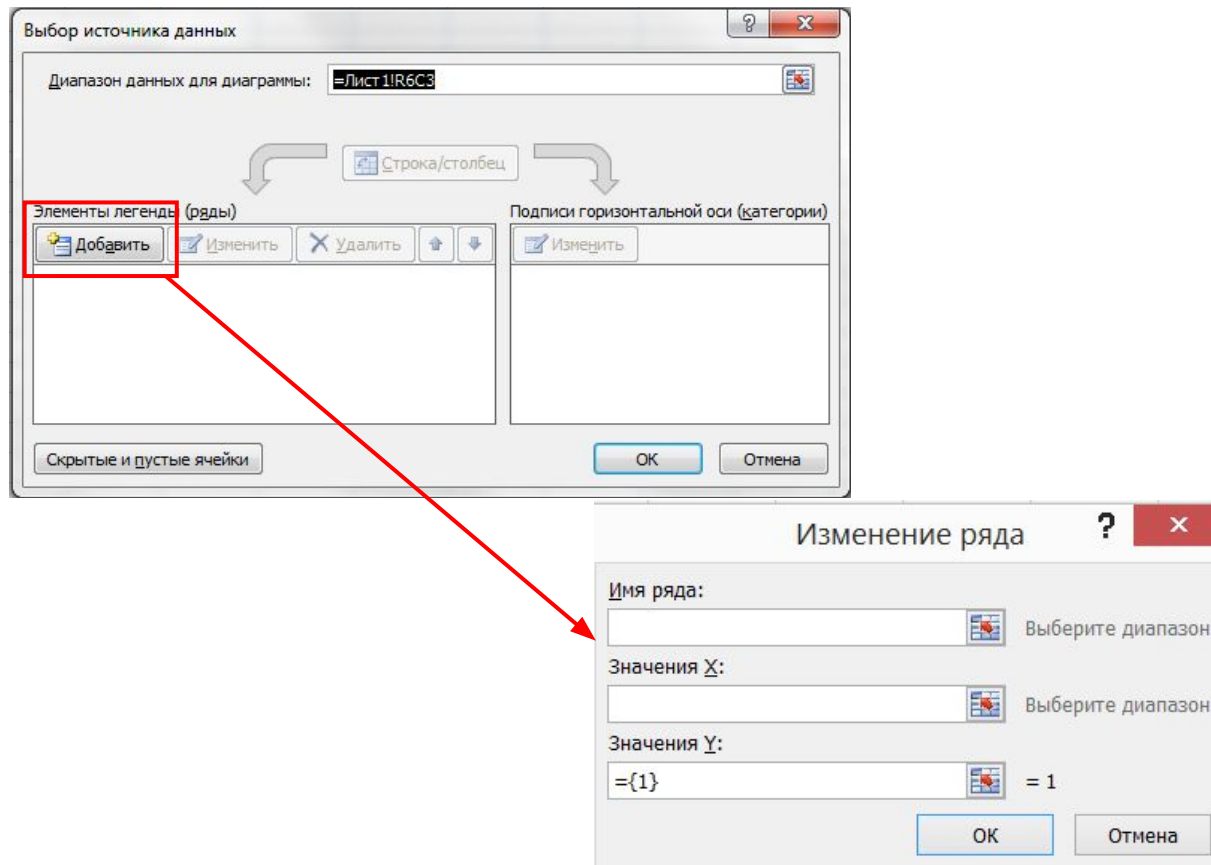 Выбор источника данных
?
Диапазон данных для диаграммы: =Лист1!R6C3
Строка/столбец
Элементы легенды (ряды)
Подписи горизонтальной оси (категории)
Добавить Изменить Удалить
Изменить
Скрытые и пустые ячейки
ОК Отмена
Изменение ряда ?
Имя ряда:
Выберите диапазон
Значения X:
Выберите диапазон
Значения Y:
={1} = 1
ОК Отмена